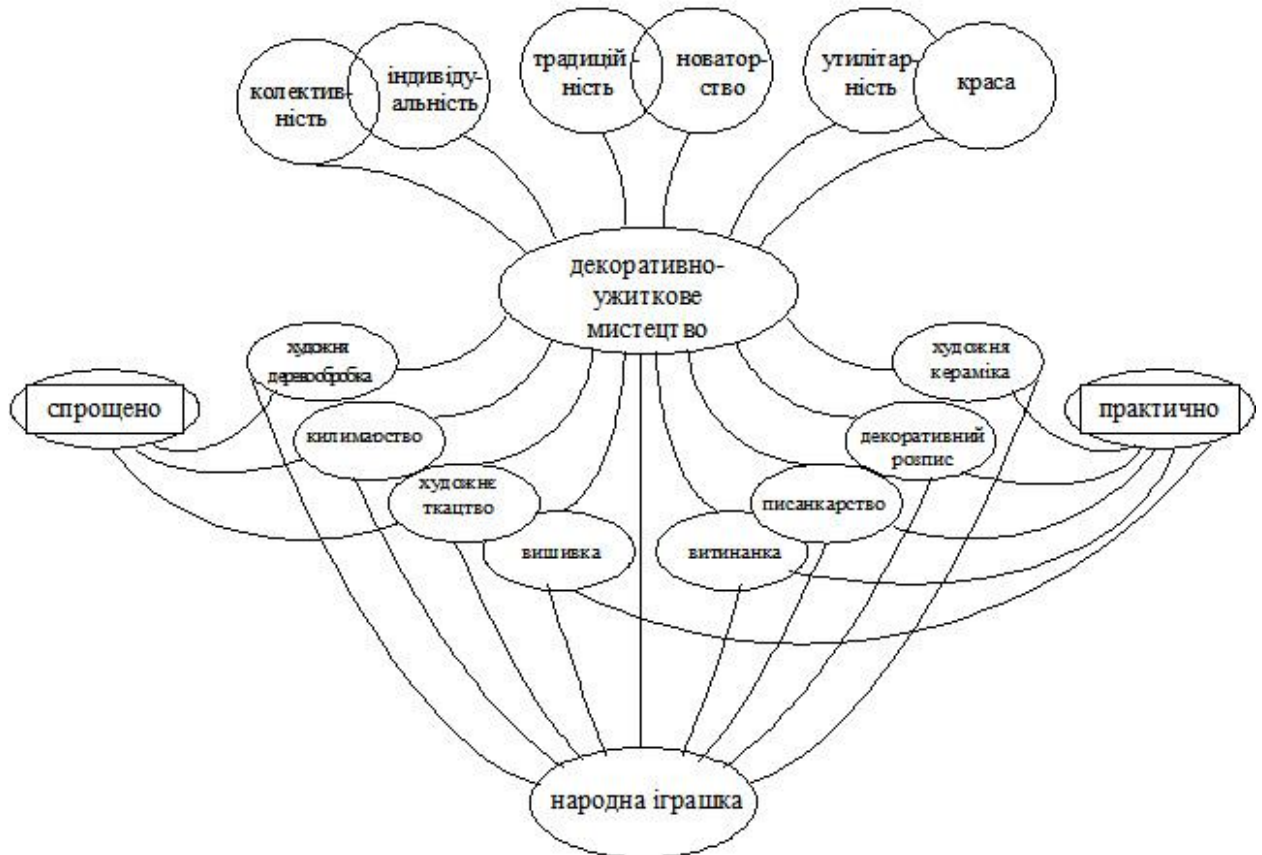 колектив-
ність
індивіду-
альність
традицій-
ність
новатор-
ство
утилітар-
ність
краса
декоративно-
ужиткове
мистецтво
художня
деревообробка
художня
кераміка
спрощено
практично
килимарство
декоративний
розпис
художнє
ткацтво
писанкарство
вишивка
витинанка
народна іграшка